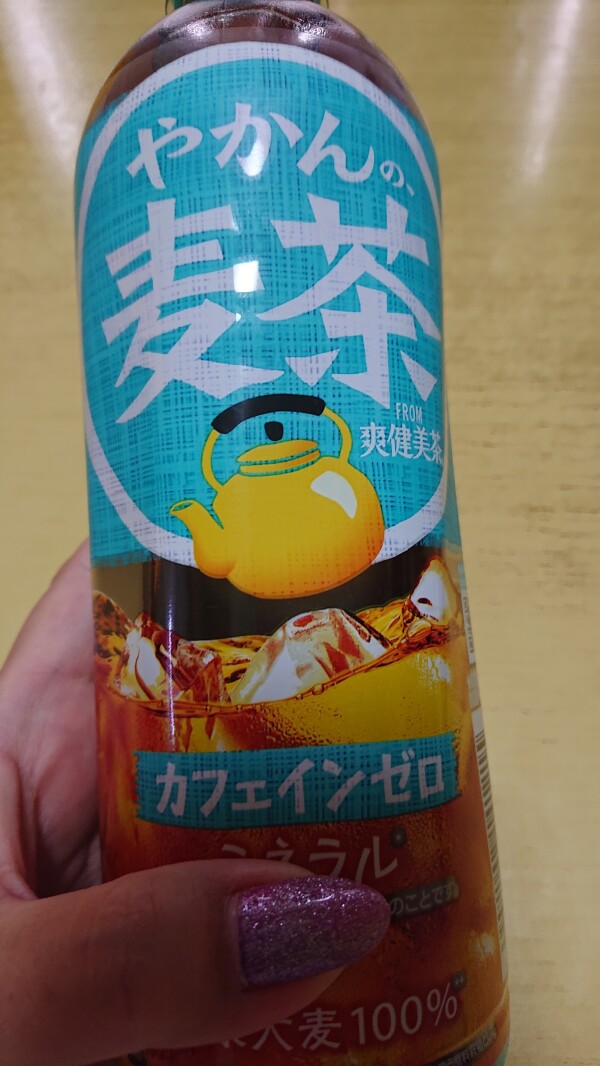 やかんの、
麦茶
FROM
爽健美茶
カフェインゼロ
ミネラル※
のことです。
大麦100%